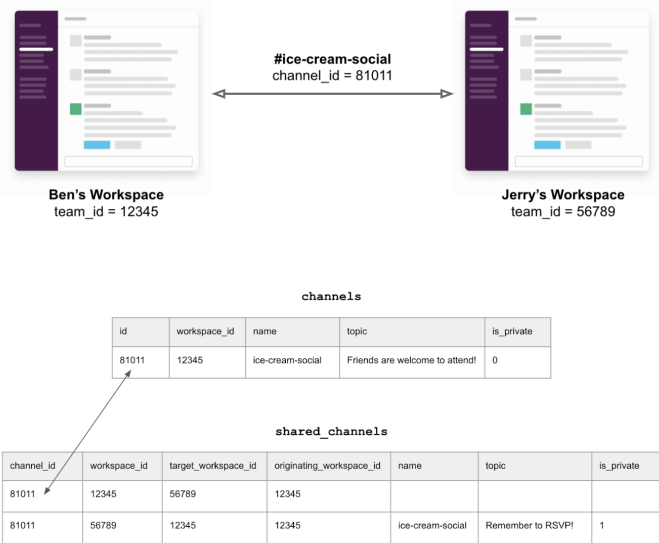 #ice-cream-social
channel_id = 81011
Ben's Workspace
team_id = 12345
Jerry's Workspace
team_id = 56789
channels
id workspace_id name topic is_private
81011 12345 ice-cream-social Friends are welcome to attend! 0
shared_channels
channel_id workspace_id target_workspace_id originating_workspace_id name topic is_private
81011 12345 56789 12345
81011 56789 12345 12345 ice-cream-social Remember to RSVP! 1